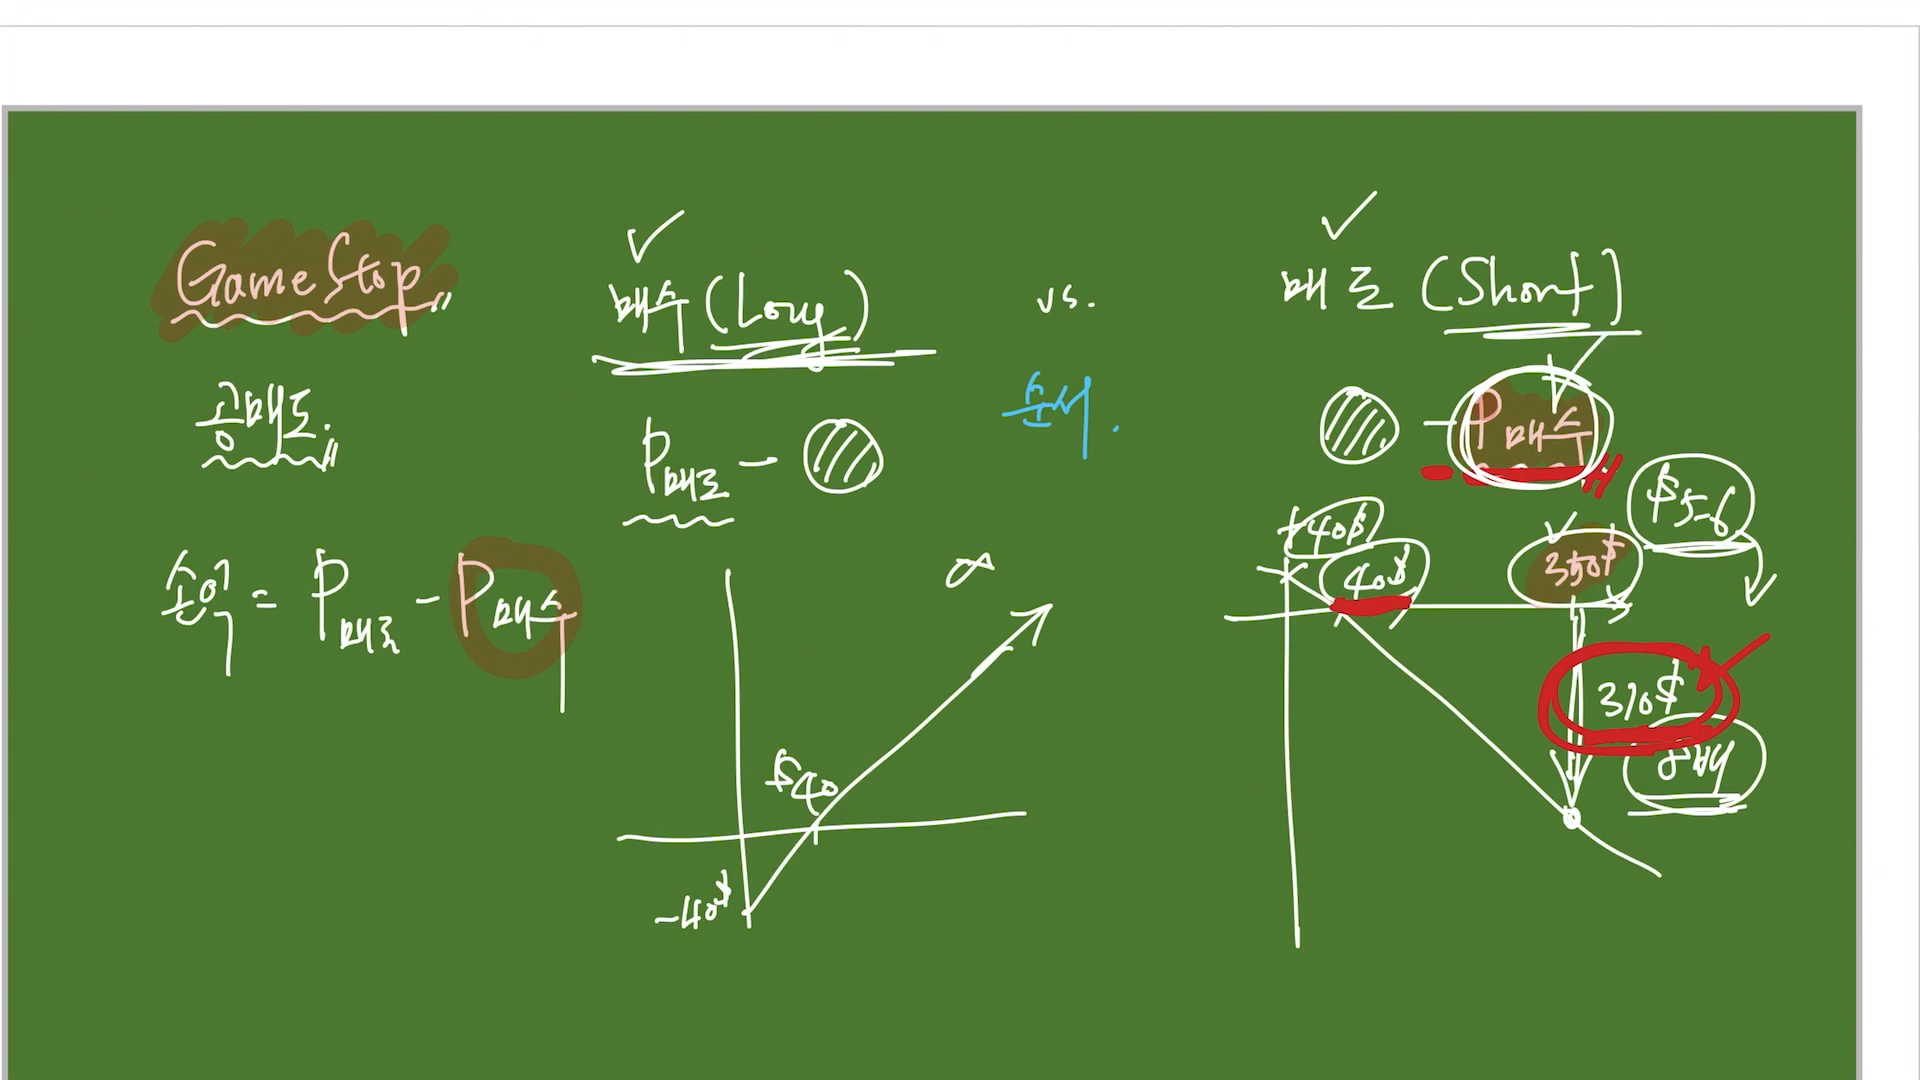 GameStop
공매도.
손익 = P매도 - P매수
매수 (Long)
P매도 -
∞
$40
-40$
vs.
순서.
매도 (Short)
- P매수
$5-6
+40$
40$
350$
310$
8배